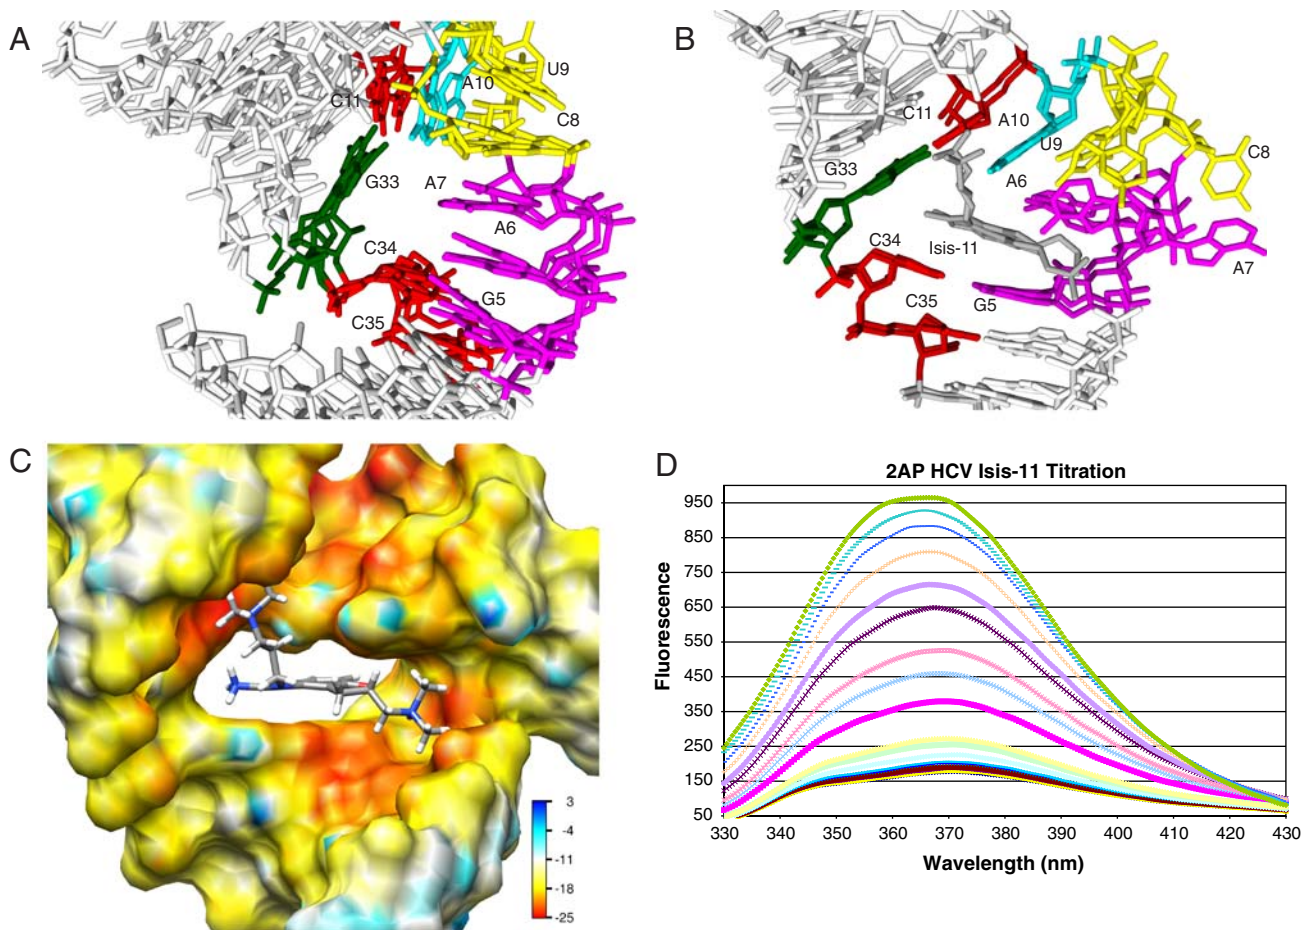 A
C11
A10
U9
C8
G33
A7
A6
C34
G5
C35
B
C11
A10
U9
C8
G33
A6
C34
Isis-11
A7
C35
G5
C
3
-4
-11
-18
-25
D
2AP HCV Isis-11 Titration
Fluorescence
950
850
750
650
550
450
350
250
150
50
330 340 350 360 370 380 390 400 410 420 430
Wavelength (nm)